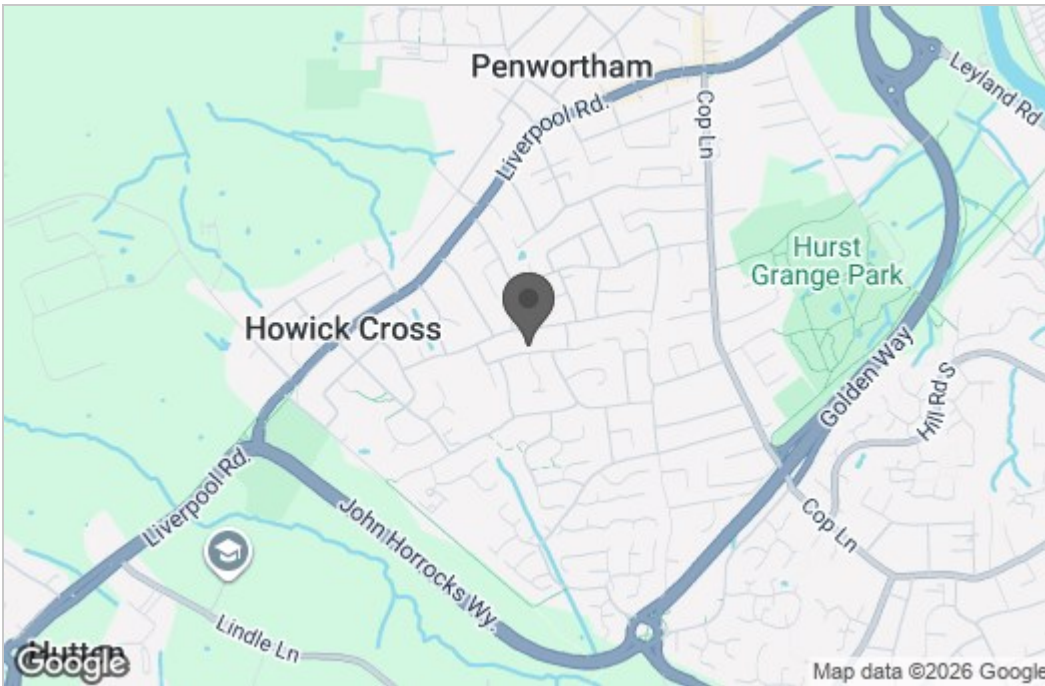 Penwortham
Leyland Rd
Liverpool Rd.
Cop Ln
Hurst
Grange Park
Howick Cross
Golden Way
Hill Rd S
Liverpool Rd.
John Horrocks Wy.
Cop Ln
Lindle Ln
Hutton
Google
Map data ©2026 Google